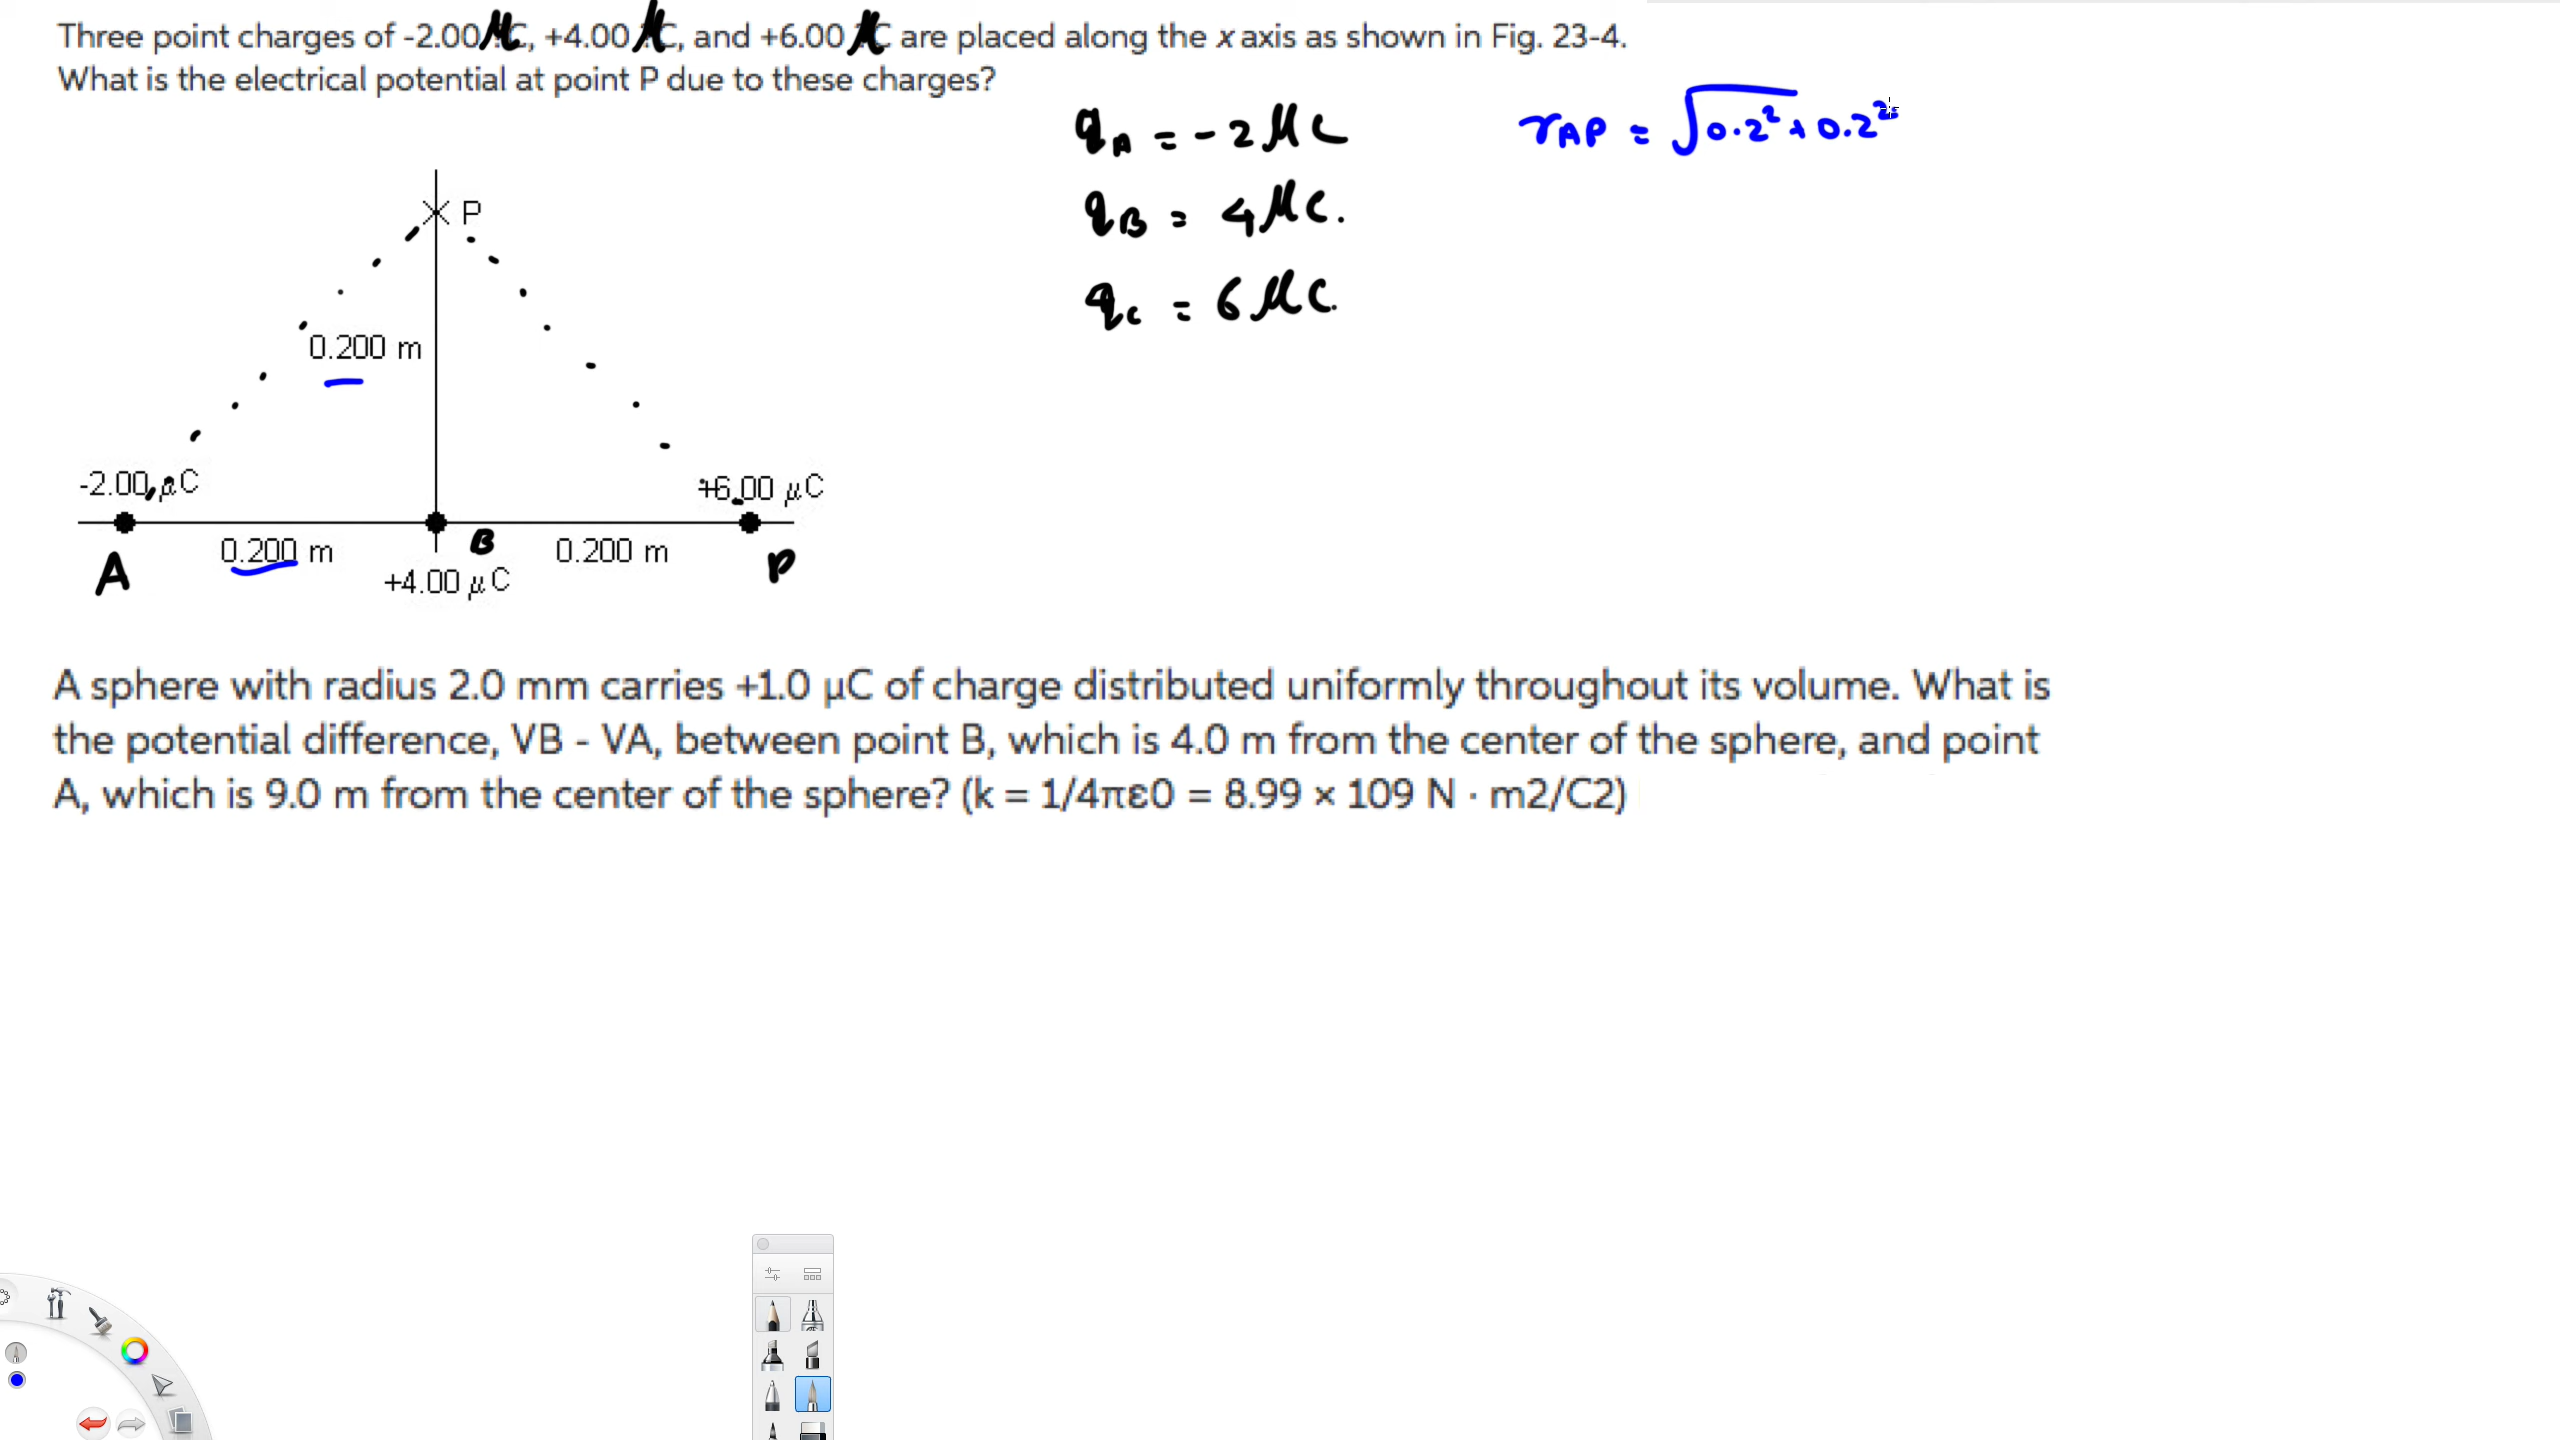 Three point charges of -2.00 μC, +4.00 μC, and +6.00 μC are placed along the x axis as shown in Fig. 23-4.
What is the electrical potential at point P due to these charges?
qA = -2 μC
qB = 4 μC.
qC = 6 μC.
rAP = √0.2² + 0.2²
P
0.200 m
-2.00 μC
+6.00 μC
A
0.200 m
B
0.200 m
P
+4.00 μC
A sphere with radius 2.0 mm carries +1.0 μC of charge distributed uniformly throughout its volume. What is
the potential difference, VB - VA, between point B, which is 4.0 m from the center of the sphere, and point
A, which is 9.0 m from the center of the sphere? (k = 1/4πε0 = 8.99 × 109 N · m2/C2)